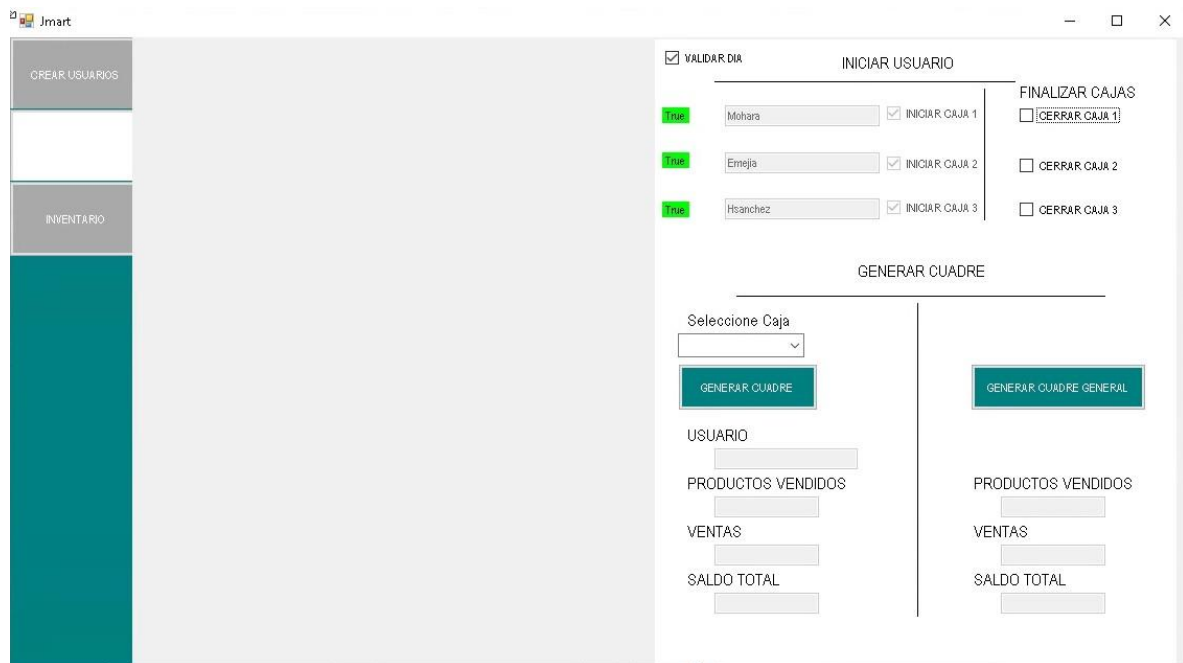 Jmart
CREAR USUARIOS
INVENTARIO
VALIDAR DIA
INICIAR USUARIO
FINALIZAR CAJAS
True Mohara INICIAR CAJA 1 CERRAR CAJA 1
True Emejia INICIAR CAJA 2 CERRAR CAJA 2
True Hsanchez INICIAR CAJA 3 CERRAR CAJA 3
GENERAR CUADRE
Seleccione Caja
GENERAR CUADRE GENERAR CUADRE GENERAL
USUARIO
PRODUCTOS VENDIDOS PRODUCTOS VENDIDOS
VENTAS VENTAS
SALDO TOTAL SALDO TOTAL